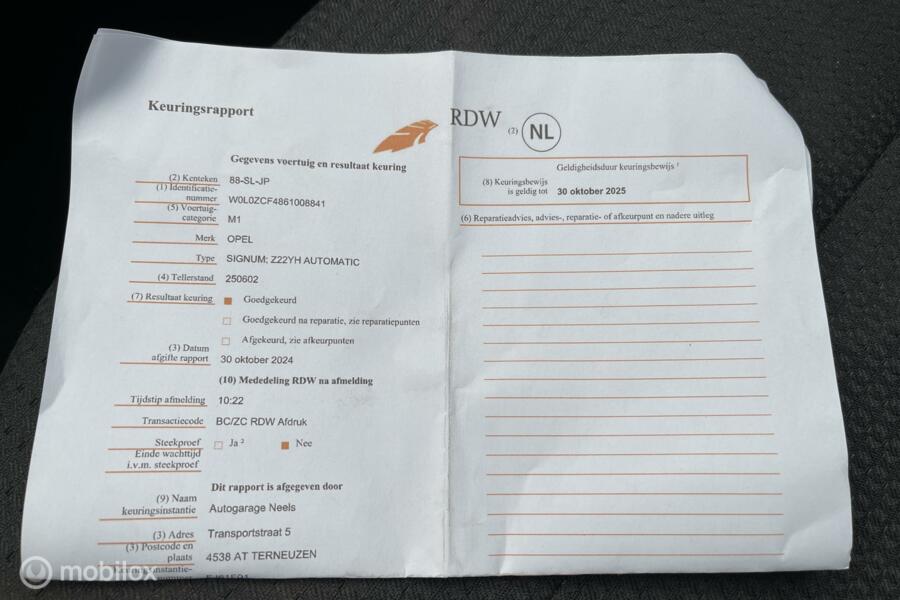 Keuringsrapport
Gegevens voertuig en resultaat keuring
(2) Kenteken 88-SL-JP
(1) Identificatie-
nummer W0L0ZCF4861008841
(5) Voertuig-
categorie M1
Merk OPEL
Type SIGNUM; Z22YH AUTOMATIC
(4) Tellerstand 250602
(7) Resultaat keuring Goedgekeurd
Goedgekeurd na reparatie, zie reparatiepunten
Afgekeurd, zie afkeurpunten
(3) Datum
afgifte rapport 30 oktober 2024
(10) Mededeling RDW na afmelding
Tijdstip afmelding 10:22
Transactiecode BC/ZC RDW Afdruk
Steekproef Ja 2 Nee
Einde wachttijd
i.v.m. steekproef
Dit rapport is afgegeven door
(9) Naam
keuringsinstantie Autogarage Neels
(3) Adres Transportstraat 5
(3) Postcode en
plaats 4538 AT TERNEUZEN
RDW (2) NL
Geldigheidsduur keuringsbewijs 1
(8) Keuringsbewijs
is geldig tot 30 oktober 2025
(6) Reparatieadvies, advies-, reparatie- of afkeurpunt en nadere uitleg
mobilox